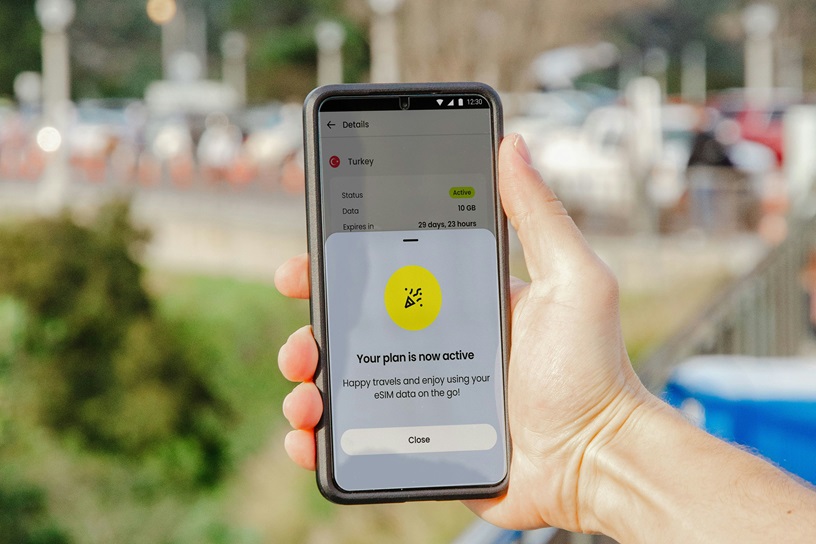 12:30
Details
Turkey
Status Active
Data 10 GB
Expires in 29 days, 23 hours
Your plan is now active
Happy travels and enjoy using your
eSIM data on the go!
Close